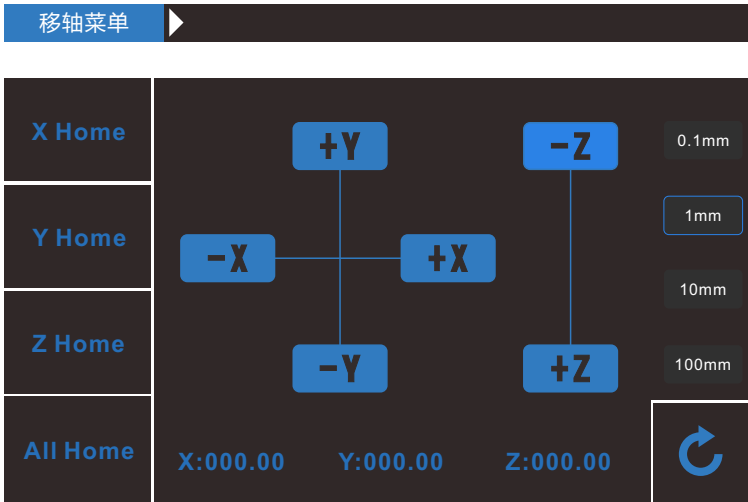 移轴菜单
X Home
Y Home
Z Home
All Home
+Y
-X
+X
-Y
-Z
+Z
0.1mm
1mm
10mm
100mm
X:000.00 Y:000.00 Z:000.00